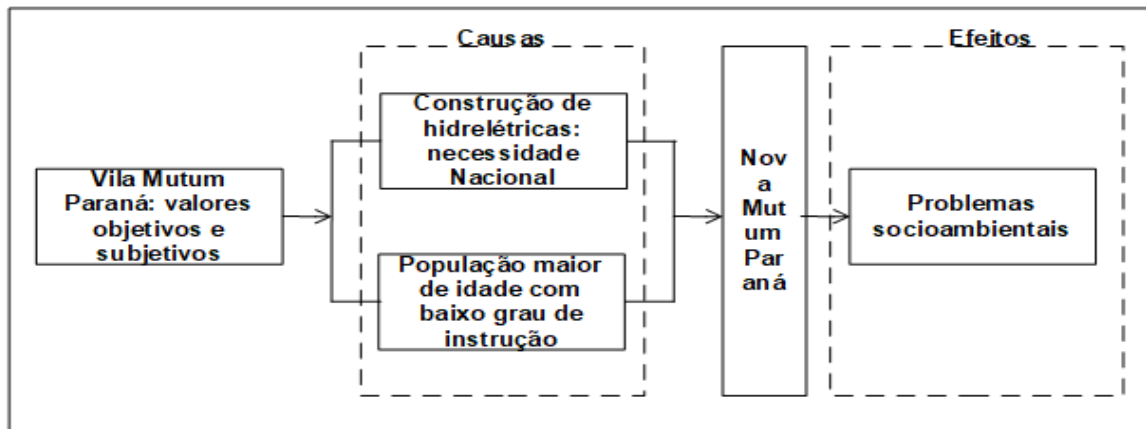 Causas
Efeitos
Vila Mutum
Paraná: valores
objetivos e
subjetivos
Construção de
hidrelétricas:
necessidade
Nacional
População maior
de idade com
baixo grau de
instrução
Nov
a
Mut
um
Par
aná
Problemas
socioambientais